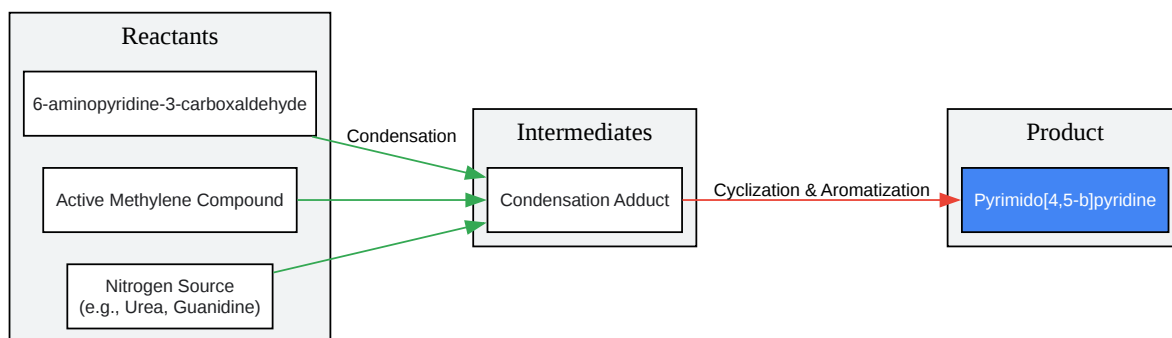 Reactants
6-aminopyridine-3-carboxaldehyde
Active Methylene Compound
Nitrogen Source
(e.g., Urea, Guanidine)
Condensation
Intermediates
Condensation Adduct
Cyclization & Aromatization
Product
Pyrimido[4,5-b]pyridine